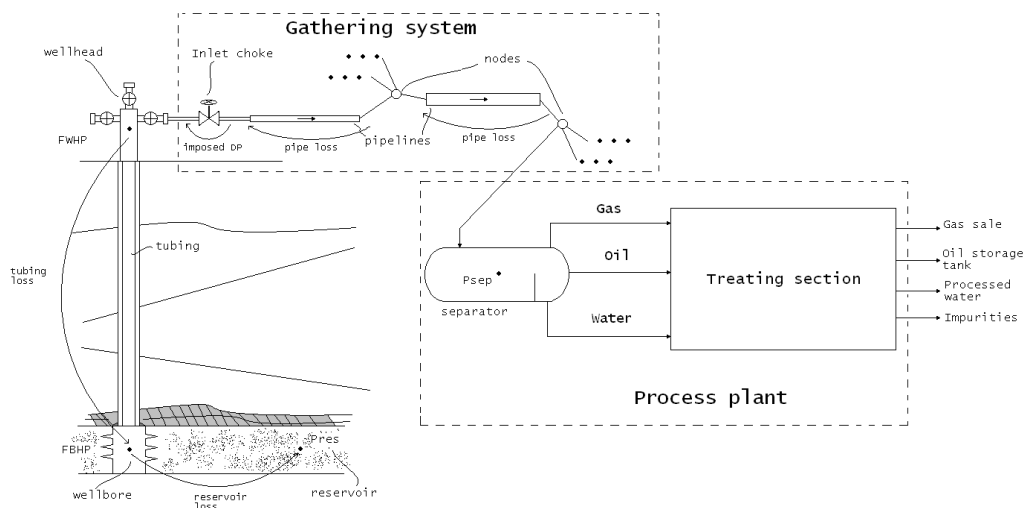 Gathering system
wellhead
Inlet choke
nodes
FWHP
imposed DP
pipe loss
pipelines
pipe loss
tubing
tubing
loss
Gas
Oil
Water
Psep
separator
Treating section
Gas sale
Oil storage
tank
Processed
water
Impurities
Process plant
FBHP
Pres
wellbore
reservoir
loss
reservoir